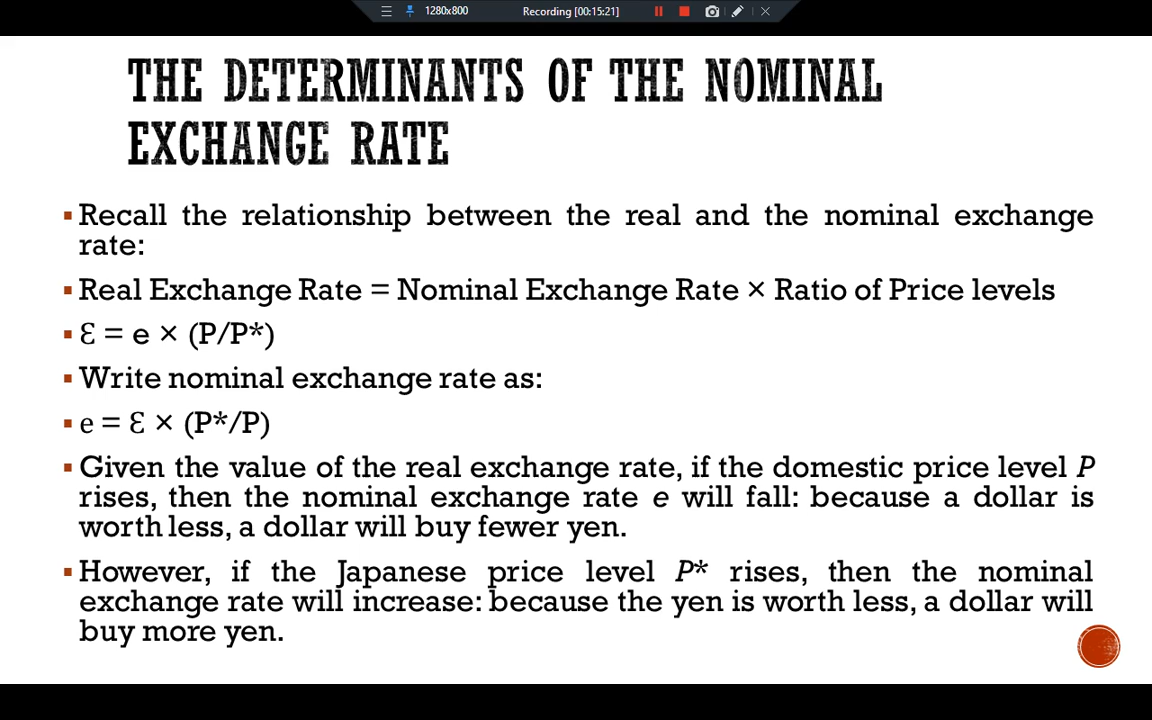 1280x800 Recording [00:15:21]
THE DETERMINANTS OF THE NOMINAL
EXCHANGE RATE
▪ Recall the relationship between the real and the nominal exchange
rate:
▪ Real Exchange Rate = Nominal Exchange Rate × Ratio of Price levels
▪ Ɛ = e × (P/P*)
▪ Write nominal exchange rate as:
▪ e = Ɛ × (P*/P)
▪ Given the value of the real exchange rate, if the domestic price level P
rises, then the nominal exchange rate e will fall: because a dollar is
worth less, a dollar will buy fewer yen.
▪ However, if the Japanese price level P* rises, then the nominal
exchange rate will increase: because the yen is worth less, a dollar will
buy more yen.